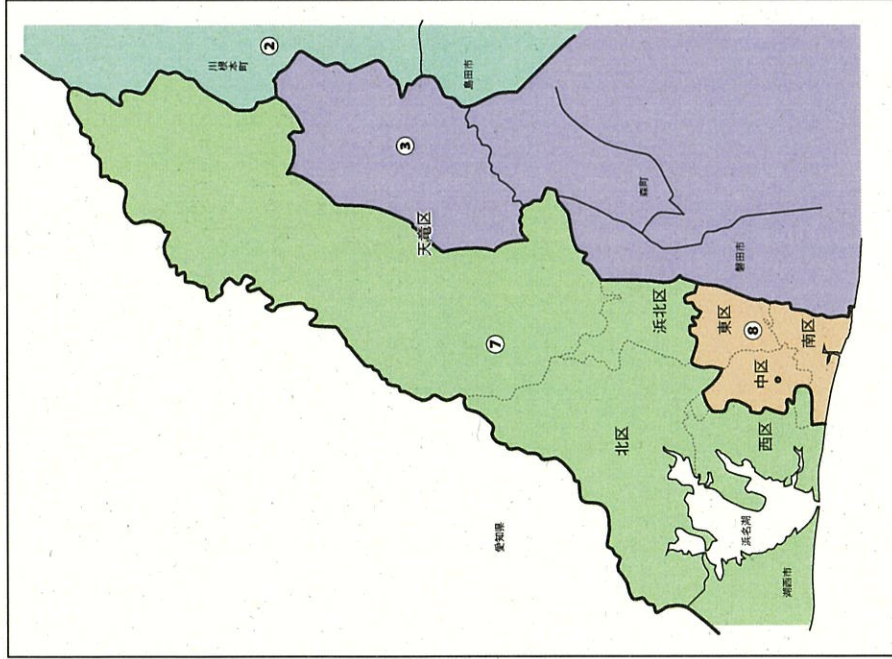 川根本町
②
島田市
③
天竜区
森町
磐田市
⑦
浜北区
東区
⑧
南区
中区
北区
西区
愛知県
浜名湖
湖西市